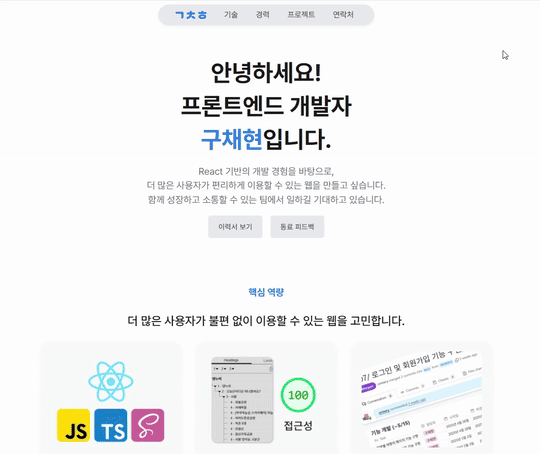 ㄱㅊㅎ 기술 경력 프로젝트 연락처
안녕하세요!
프론트엔드 개발자
구채현입니다.
React 기반의 개발 경험을 바탕으로,
더 많은 사용자가 편리하게 이용할 수 있는 웹을 만들고 싶습니다.
함께 성장하고 소통할 수 있는 팀에서 일하길 기대하고 있습니다.
이력서 보기 동료 피드백
핵심 역량
더 많은 사용자가 불편 없이 이용할 수 있는 웹을 고민합니다.
JS TS
Headings
100
접근성
로그인 및 회원가입 기능
기능 개발 (~5/15)